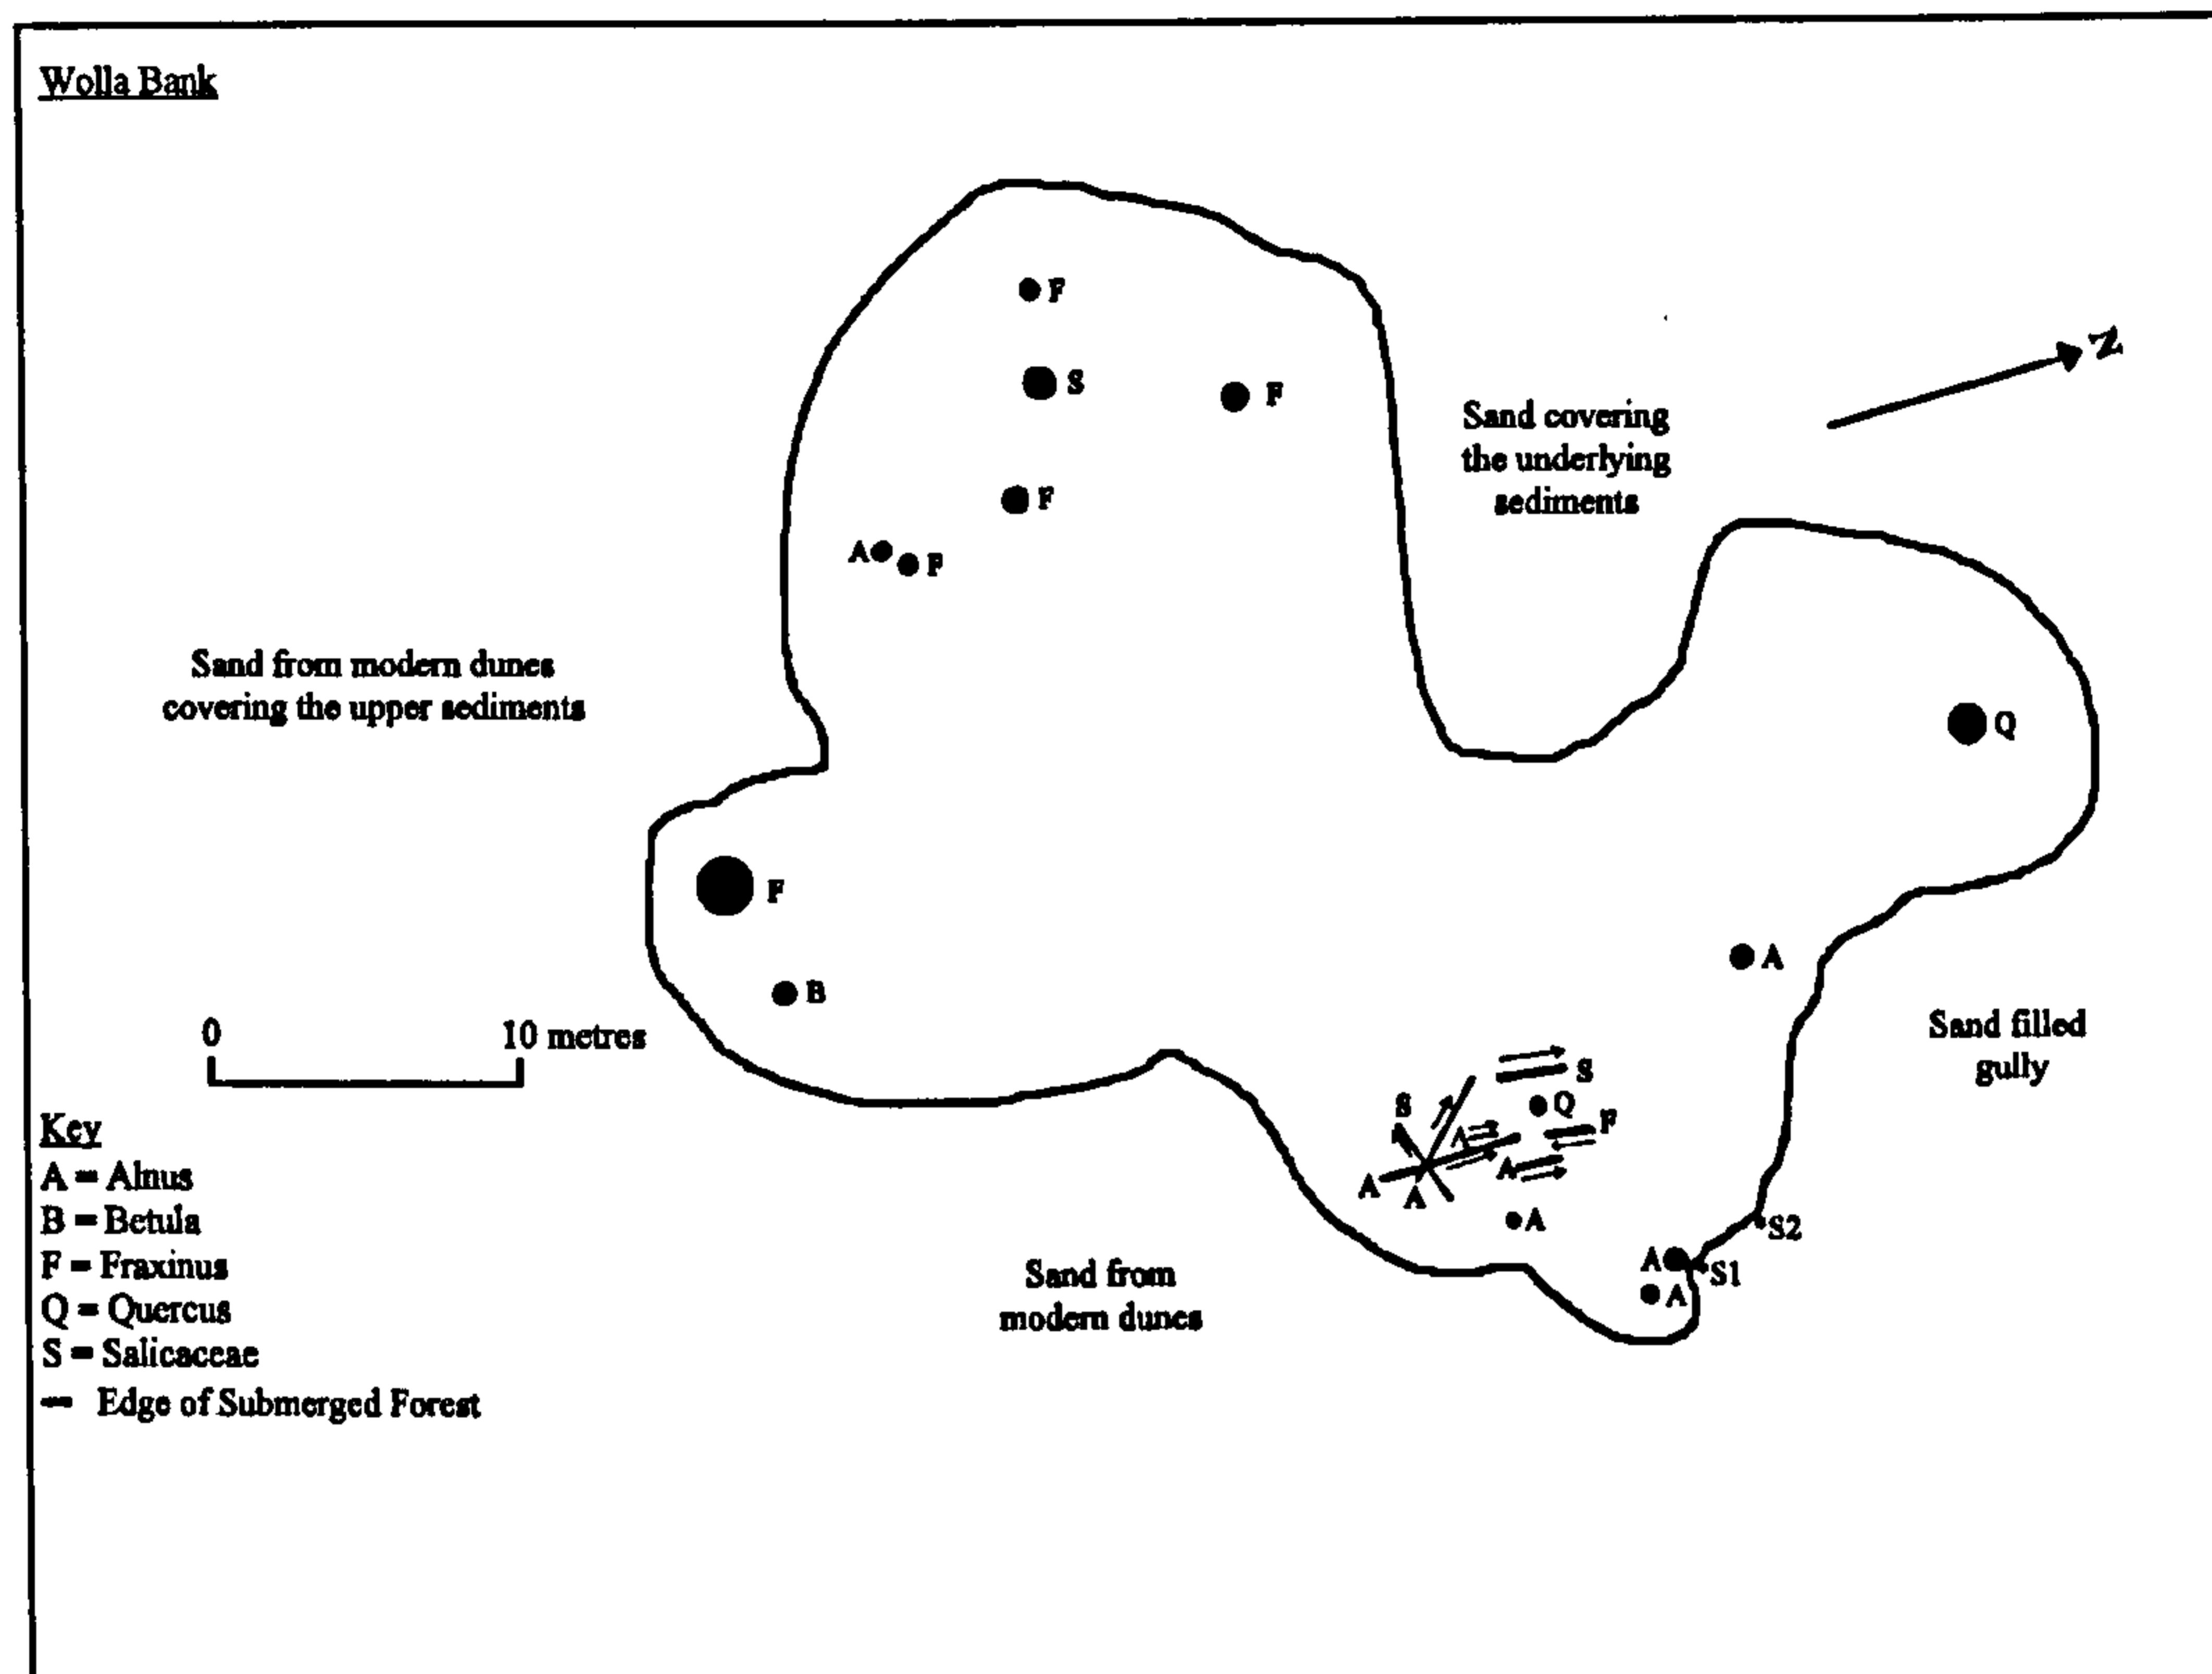 Wolla Bank
F
S
F
F
A F
N
Sand covering
the underlying
sediments
Sand from modern dunes
covering the upper sediments
Q
F
B
A
0 10 metres
Sand filled
gully
S
S
Q
F
A
A
A
A
A
S2
A
S1
A
Sand from
modern dunes
Key
A = Alnus
B = Betula
F = Fraxinus
Q = Quercus
S = Salicaceae
— Edge of Submerged Forest